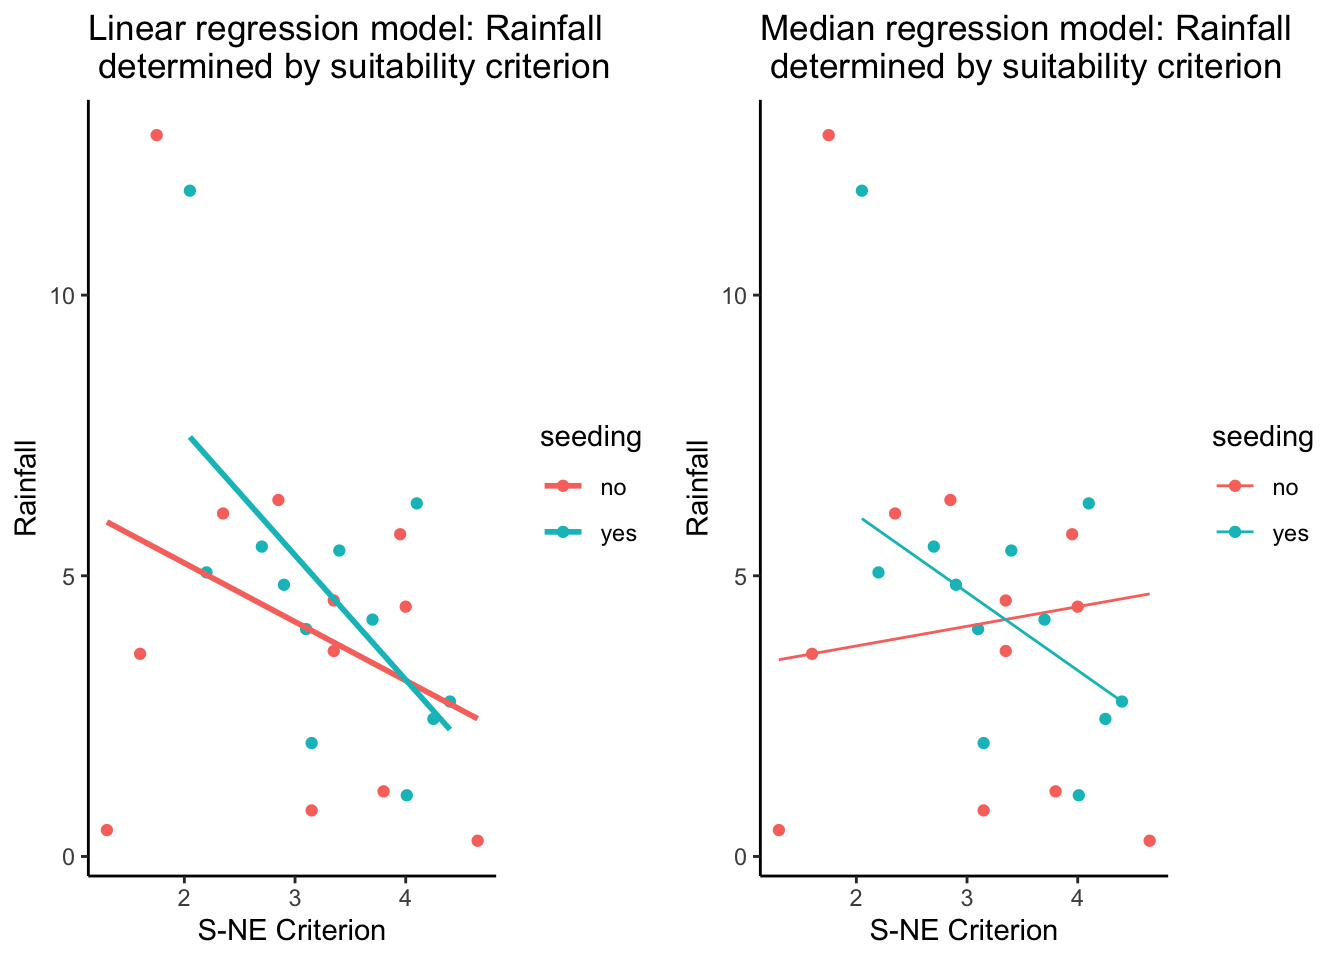 Linear regression model: Rainfall
determined by suitability criterion
Rainfall
10
5
0
2
3
4
S-NE Criterion
seeding
no
yes
Median regression model: Rainfall
determined by suitability criterion
Rainfall
10
5
0
2
3
4
S-NE Criterion
seeding
no
yes